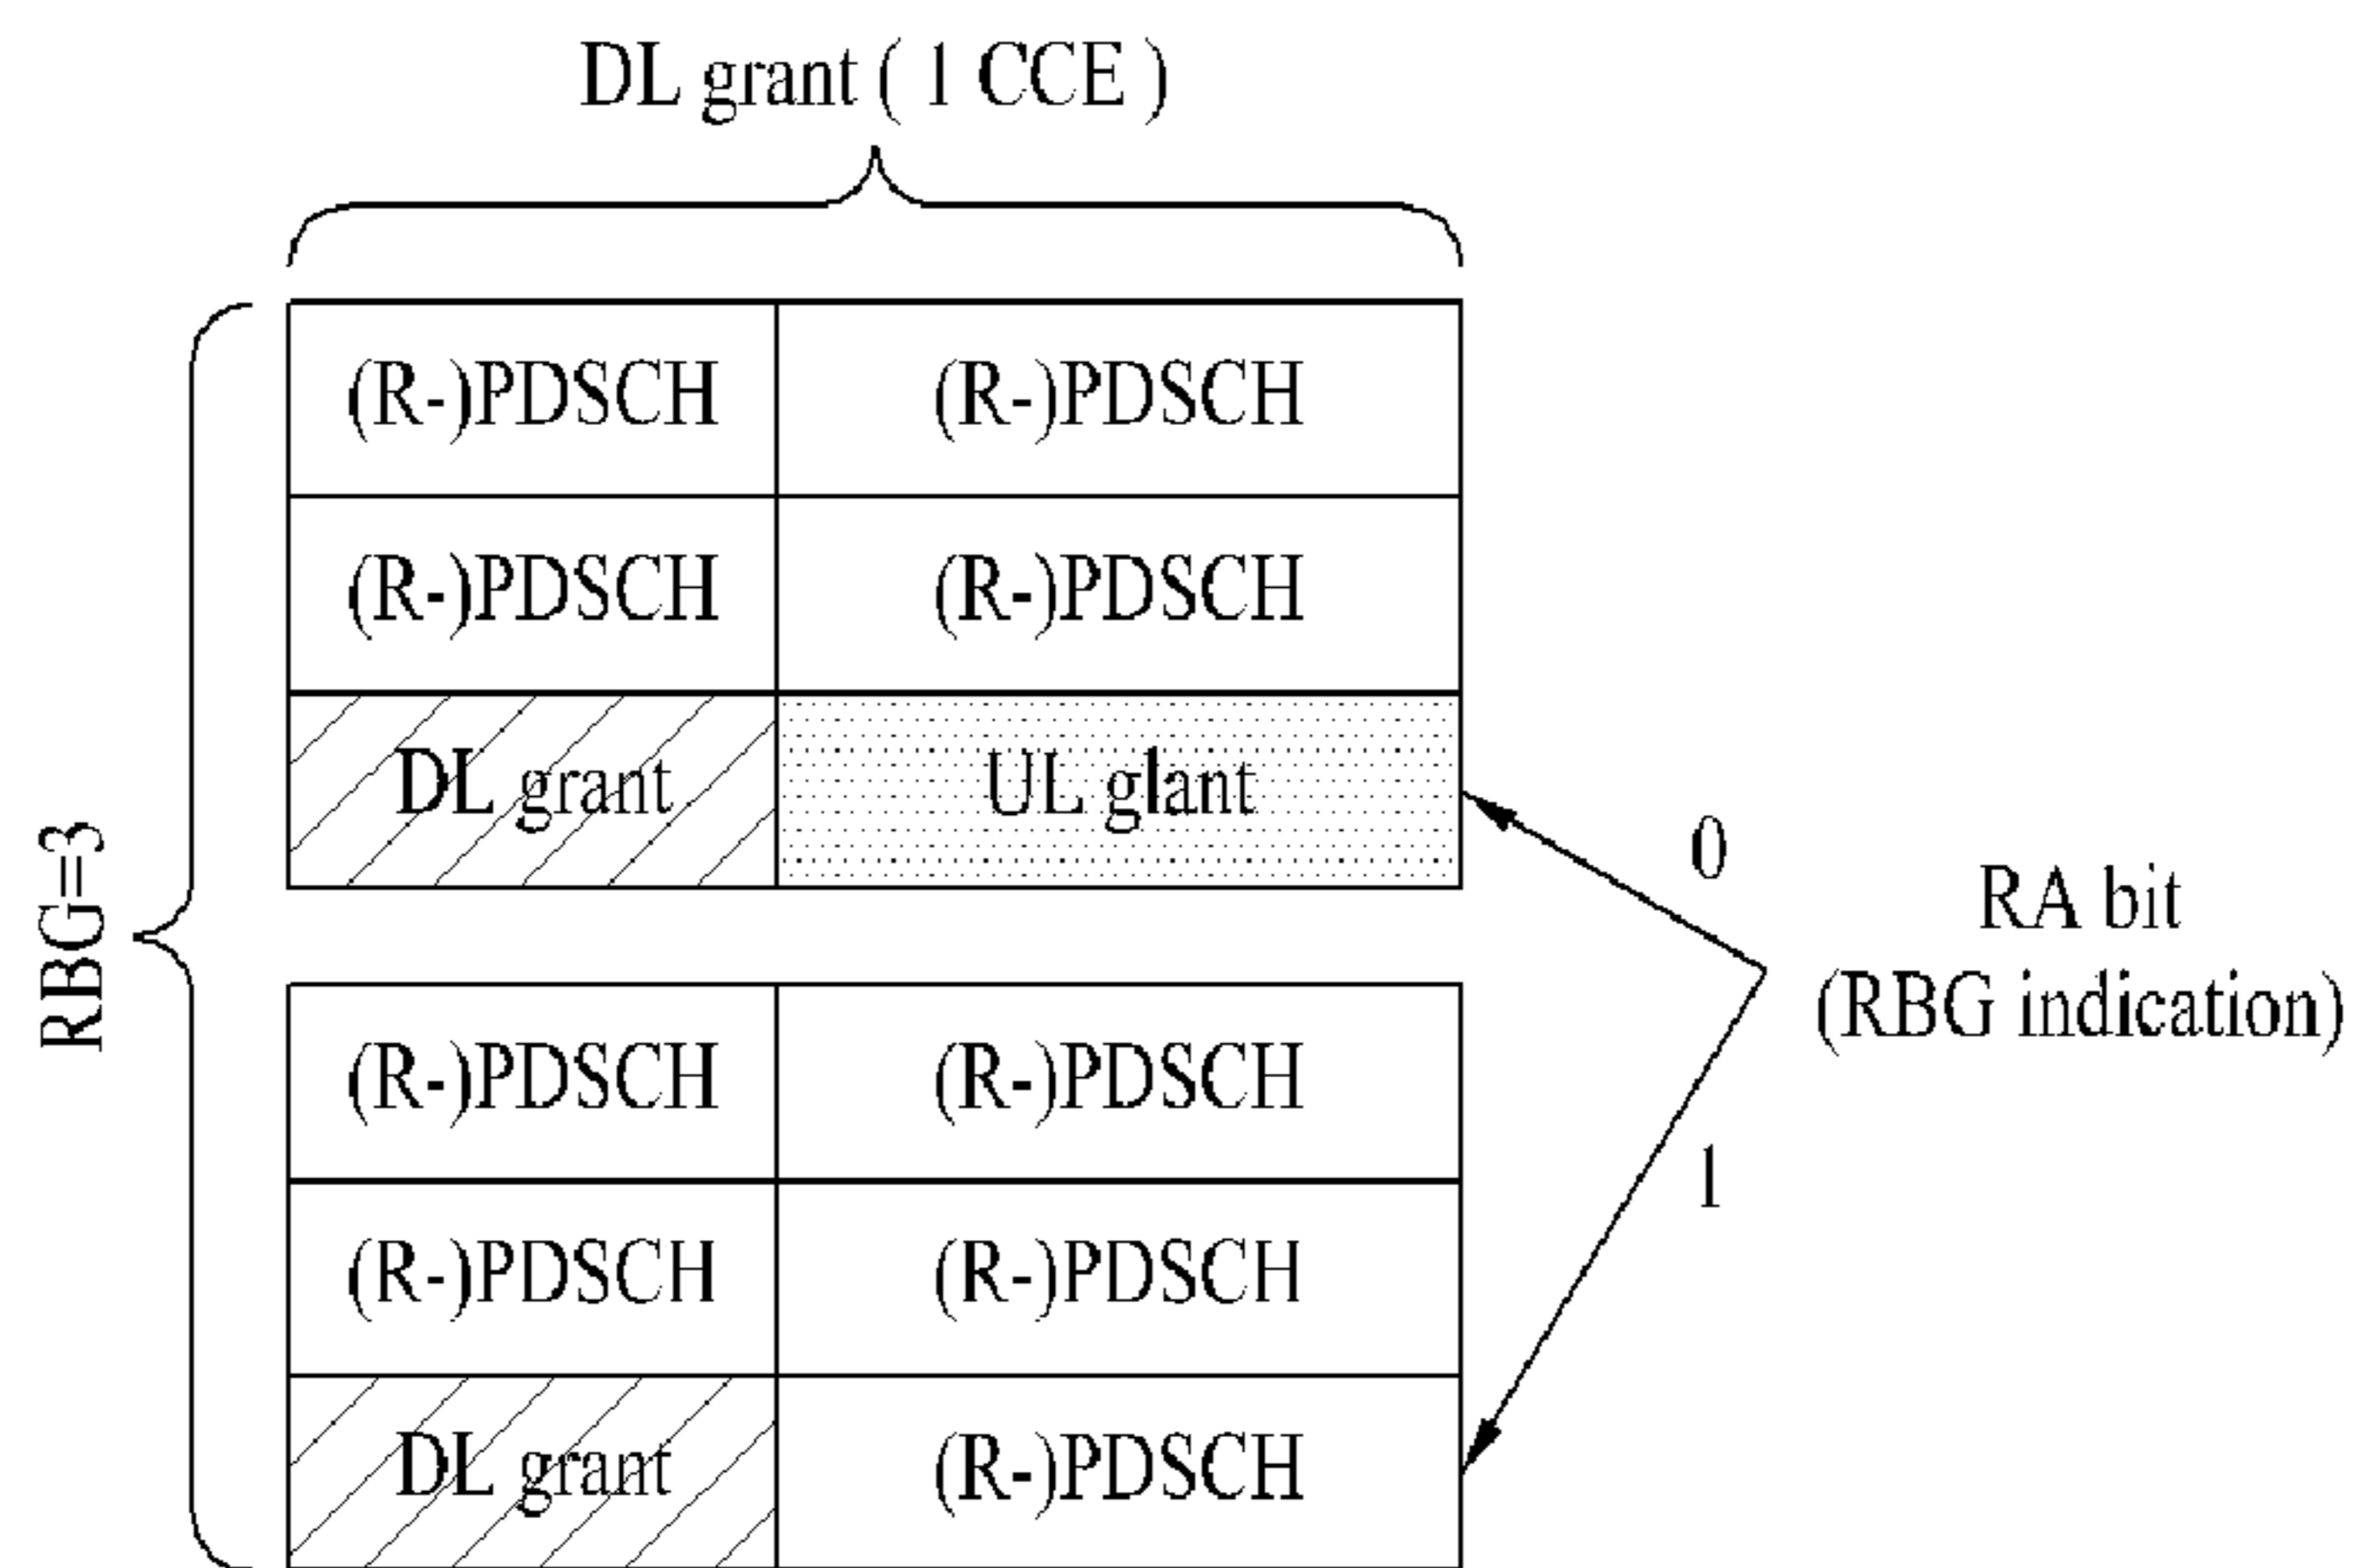 DL grant ( 1 CCE )
(R-)PDSCH (R-)PDSCH
(R-)PDSCH (R-)PDSCH
DL grant UL glant
RBG=3
0
RA bit
(RBG indication)
(R-)PDSCH (R-)PDSCH
1
(R-)PDSCH (R-)PDSCH
DL grant (R-)PDSCH